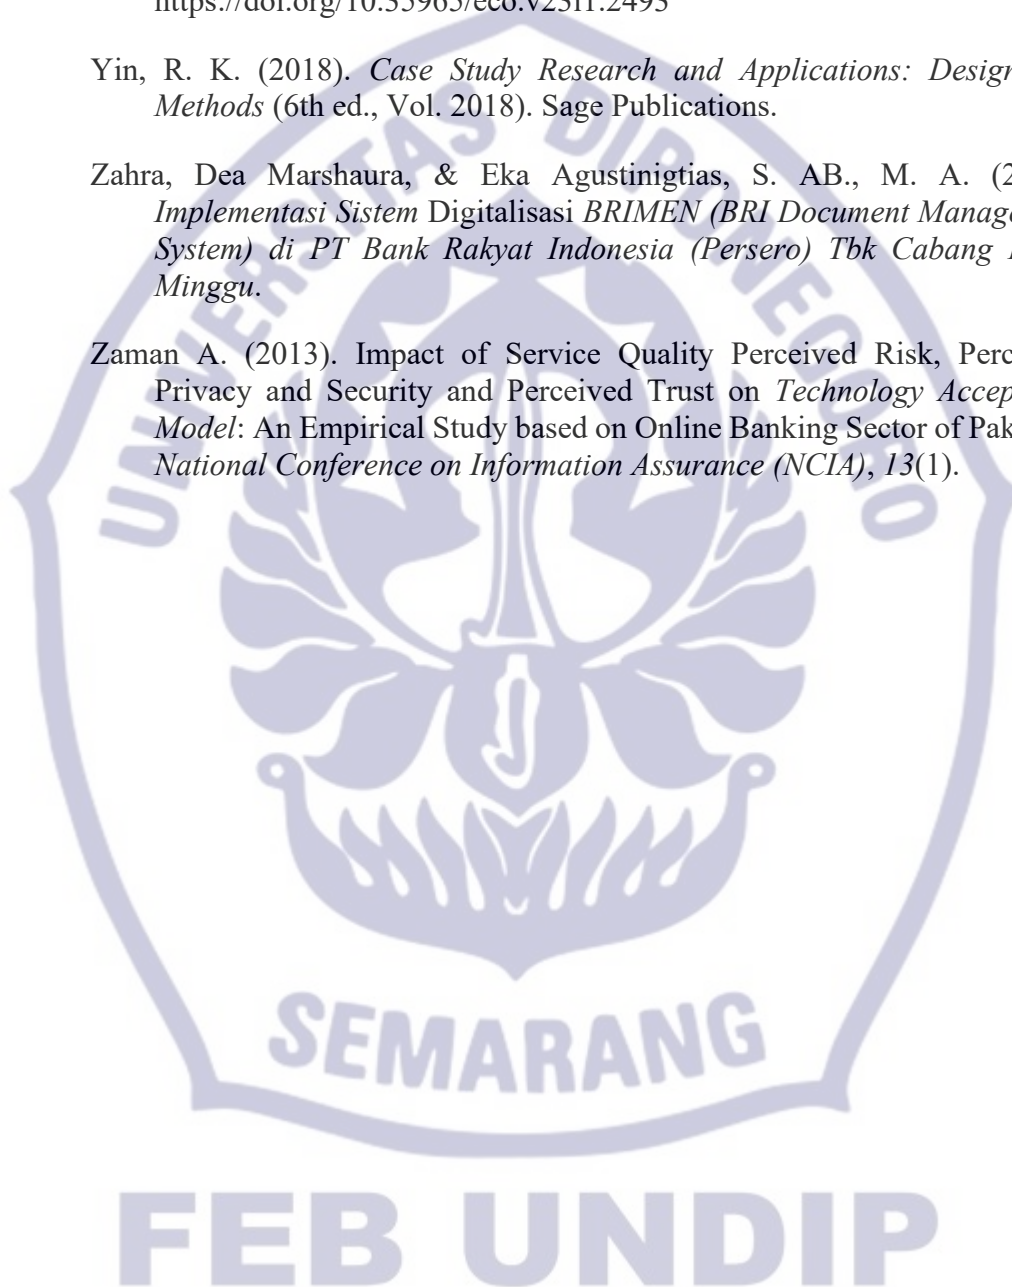 https://doi.org/10.35965/eco.v23i1.2493
Yin, R. K. (2018). Case Study Research and Applications: Design
Methods (6th ed., Vol. 2018). Sage Publications.
Zahra, Dea Marshaura, & Eka Agustinigtias, S. AB., M. A. (2
Implementasi Sistem Digitalisasi BRIMEN (BRI Document Manage
System) di PT Bank Rakyat Indonesia (Persero) Tbk Cabang
Minggu.
Zaman A. (2013). Impact of Service Quality Perceived Risk, Perc
Privacy and Security and Perceived Trust on Technology Accep
Model: An Empirical Study based on Online Banking Sector of Pak
National Conference on Information Assurance (NCIA), 13(1).
UNIVERSITAS DIPONEGORO
SEMARANG
FEB UNDIP